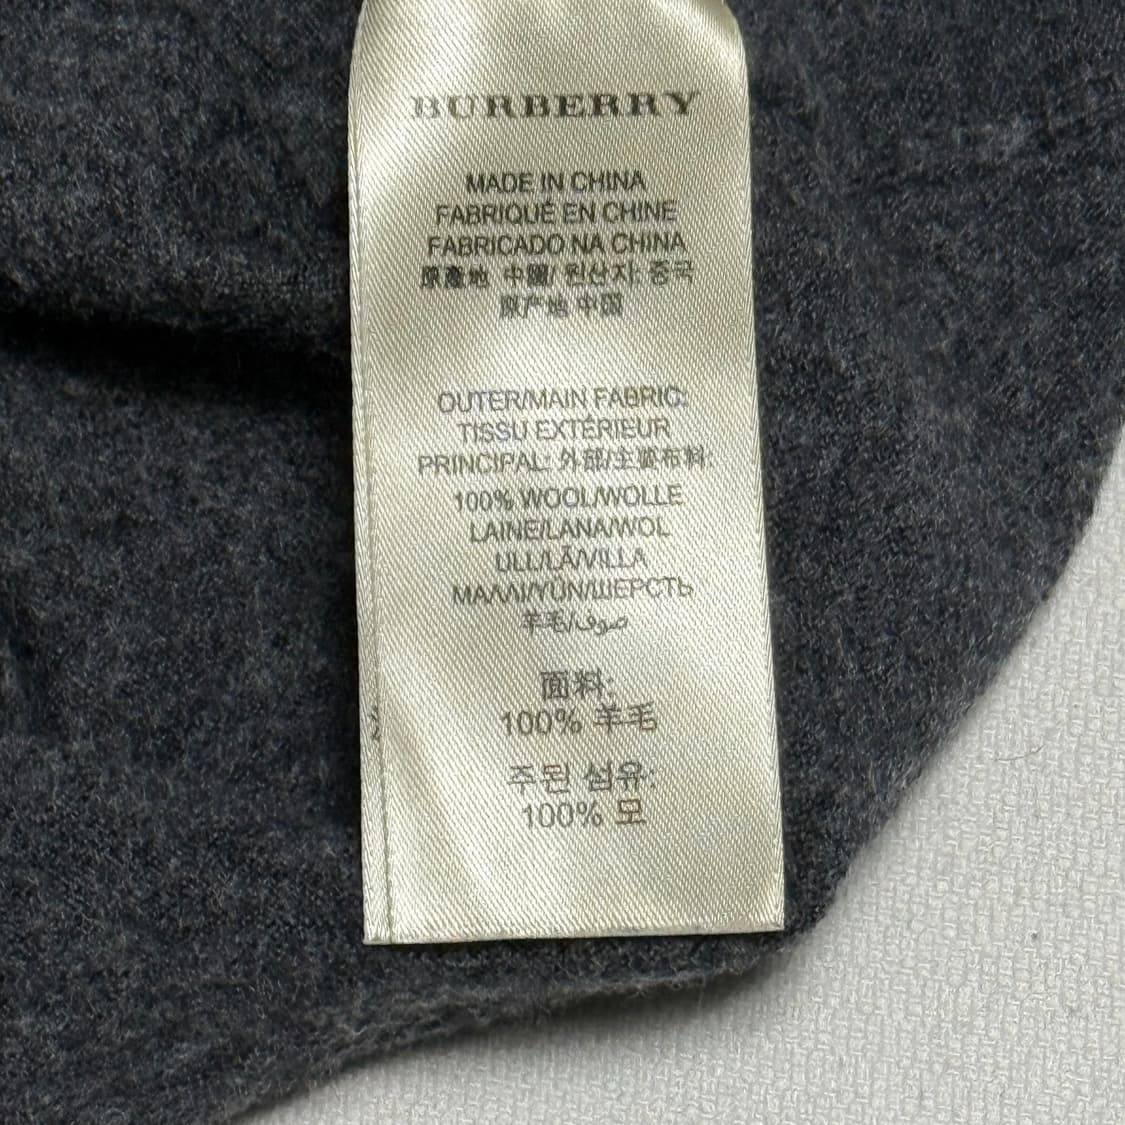 BURBERRY
MADE IN CHINA
FABRIQUÉ EN CHINE
FABRICADO NA CHINA
原產地 中國/ 원산지: 중국
原产地 中国
OUTER/MAIN FABRIC:
TISSU EXTÉRIEUR
PRINCIPAL: 外部/主要布料:
100% WOOL/WOLLE
LAINE/LANA/WOL
ULL/LÃ/VILLA
ΜΑΛΛΙ/YÜN/ШЕРСТЬ
羊毛/صوف
面料:
100% 羊毛
주된 섬유:
100% 모